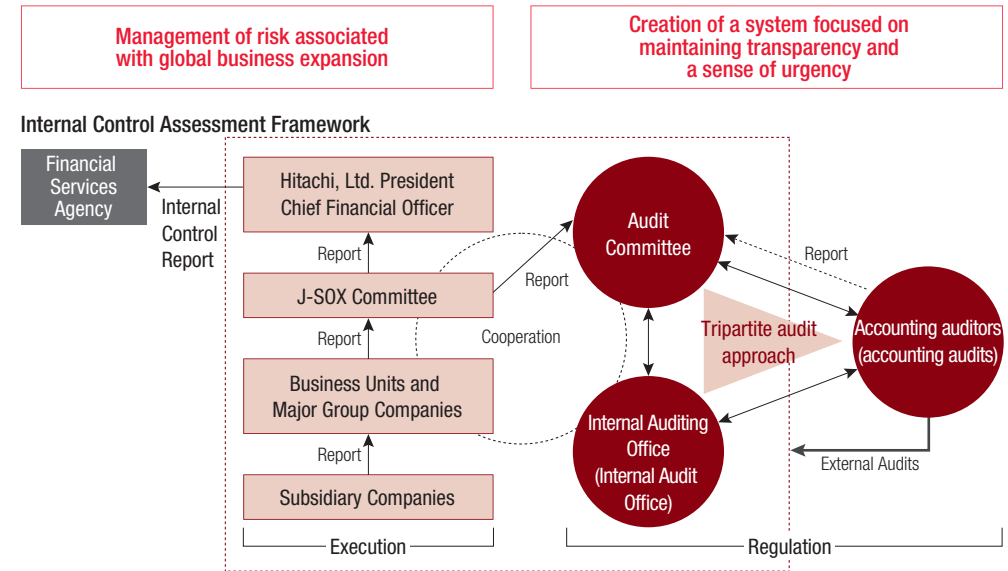 Management of risk associated
with global business expansion
Creation of a system focused on
maintaining transparency and
a sense of urgency
Internal Control Assessment Framework
Financial
Services
Agency
Internal
Control
Report
Hitachi, Ltd. President
Chief Financial Officer
Report
J-SOX Committee
Report
Business Units and
Major Group Companies
Report
Subsidiary Companies
Execution
Report
Cooperation
Audit
Committee
Report
Tripartite audit
approach
Accounting auditors
(accounting audits)
Internal Auditing
Office
(Internal Audit
Office)
External Audits
Regulation